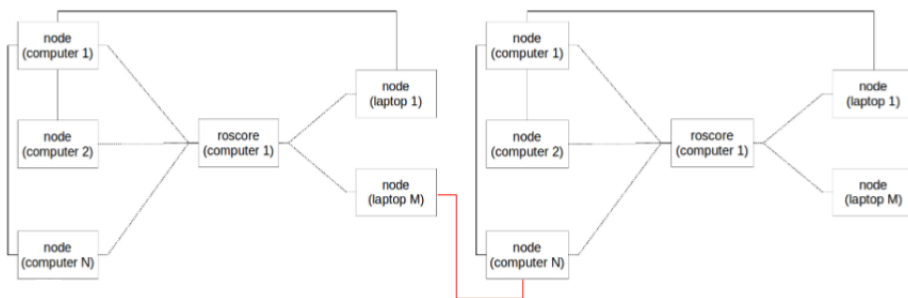 node
(computer 1)
node
(laptop 1)
node
(computer 2)
roscore
(computer 1)
node
(laptop M)
node
(computer N)
node
(computer 1)
node
(laptop 1)
node
(computer 2)
roscore
(computer 1)
node
(laptop M)
node
(computer N)